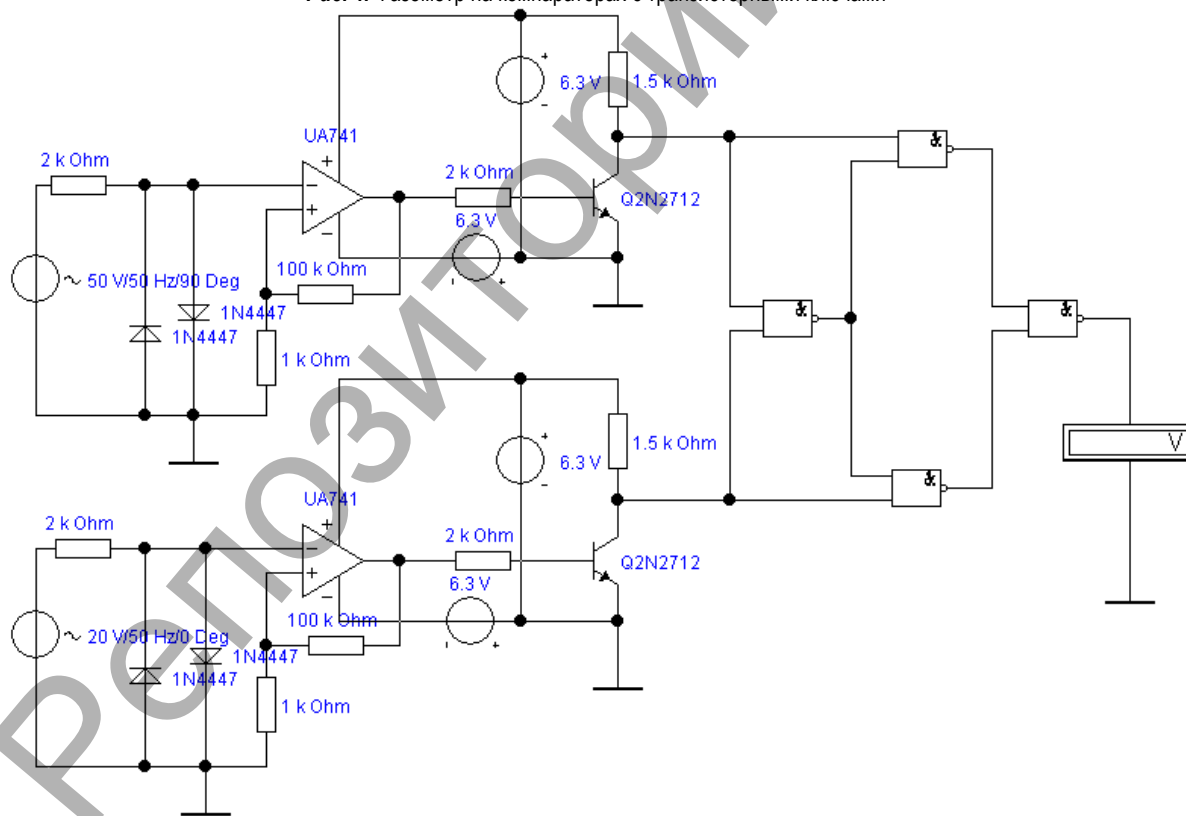 6.3 V
1.5 k Ohm
UA741
2 k Ohm
2 k Ohm
Q2N2712
6.3 V
100 k Ohm
50 V/50 Hz/90 Deg
1N4447
1N4447
1 k Ohm
1.5 k Ohm
6.3 V
V
UA741
2 k Ohm
2 k Ohm
Q2N2712
6.3 V
100 k Ohm
20 V/50 Hz/0 Deg
1N4447
1N4447
1 k Ohm
&
&
&
&